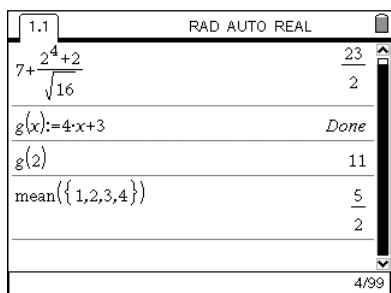 1.1 RAD AUTO REAL
7+(2^4+2)/√16 23/2
g(x):=4·x+3 Done
g(2) 11
mean({1,2,3,4}) 5/2
4/99